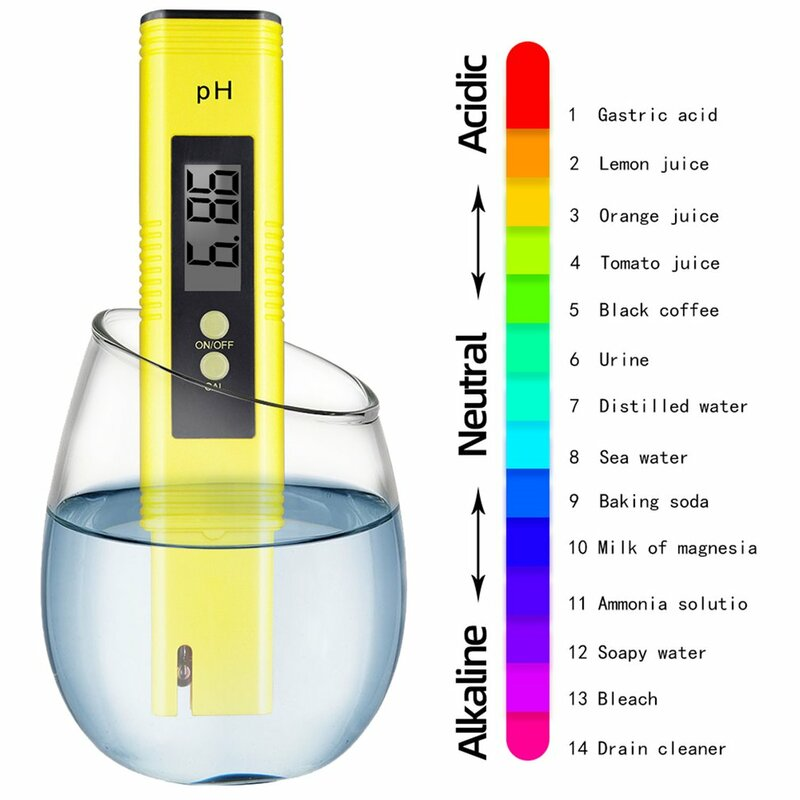 pH
6.86
ON/OFF
CAL
Acidic
Neutral
Alkaline
1 Gastric acid
2 Lemon juice
3 Orange juice
4 Tomato juice
5 Black coffee
6 Urine
7 Distilled water
8 Sea water
9 Baking soda
10 Milk of magnesia
11 Ammonia solutio
12 Soapy water
13 Bleach
14 Drain cleaner